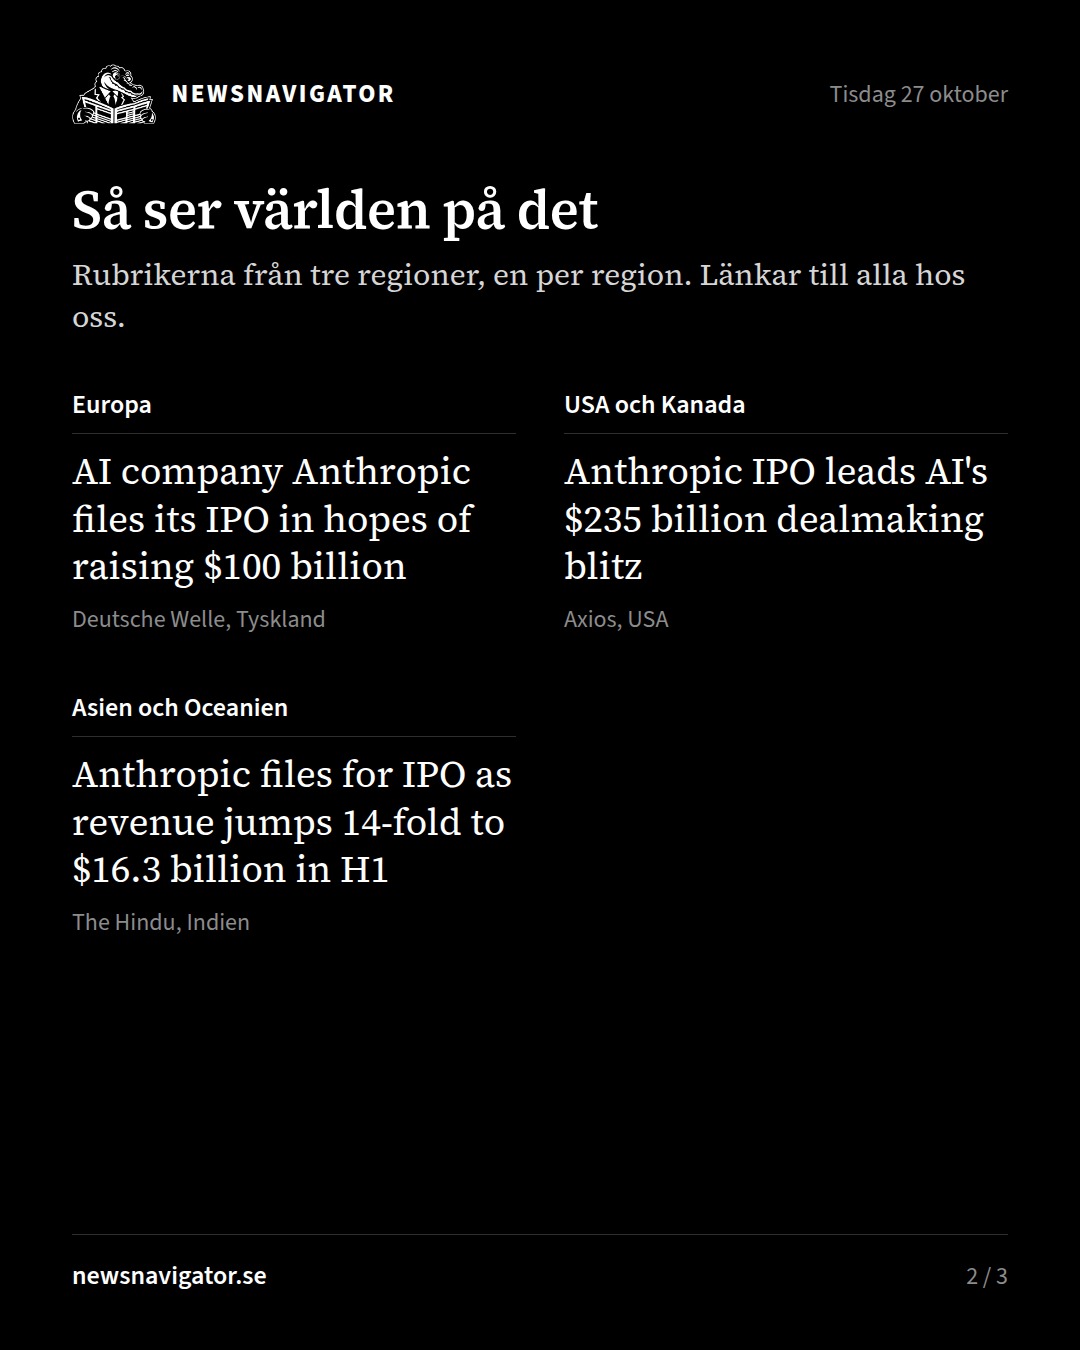 NEWSNAVIGATOR
Tisdag 27 oktober
Så ser världen på det
Rubrikerna från tre regioner, en per region. Länkar till alla hos
oss.
Europa
AI company Anthropic
files its IPO in hopes of
raising $100 billion
Deutsche Welle, Tyskland
USA och Kanada
Anthropic IPO leads AI's
$235 billion dealmaking
blitz
Axios, USA
Asien och Oceanien
Anthropic files for IPO as
revenue jumps 14-fold to
$16.3 billion in H1
The Hindu, Indien
newsnavigator.se
2 / 3